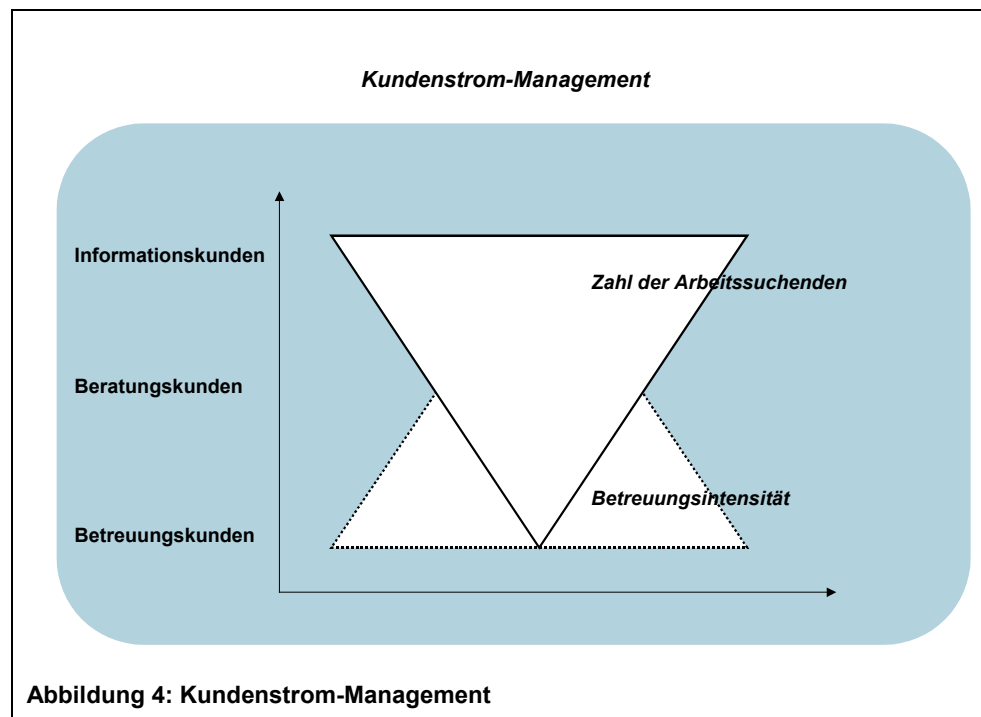 Kundenstrom-Management
Informationskunden
Zahl der Arbeitssuchenden
Beratungskunden
Betreuungsintensität
Betreuungskunden
Abbildung 4: Kundenstrom-Management